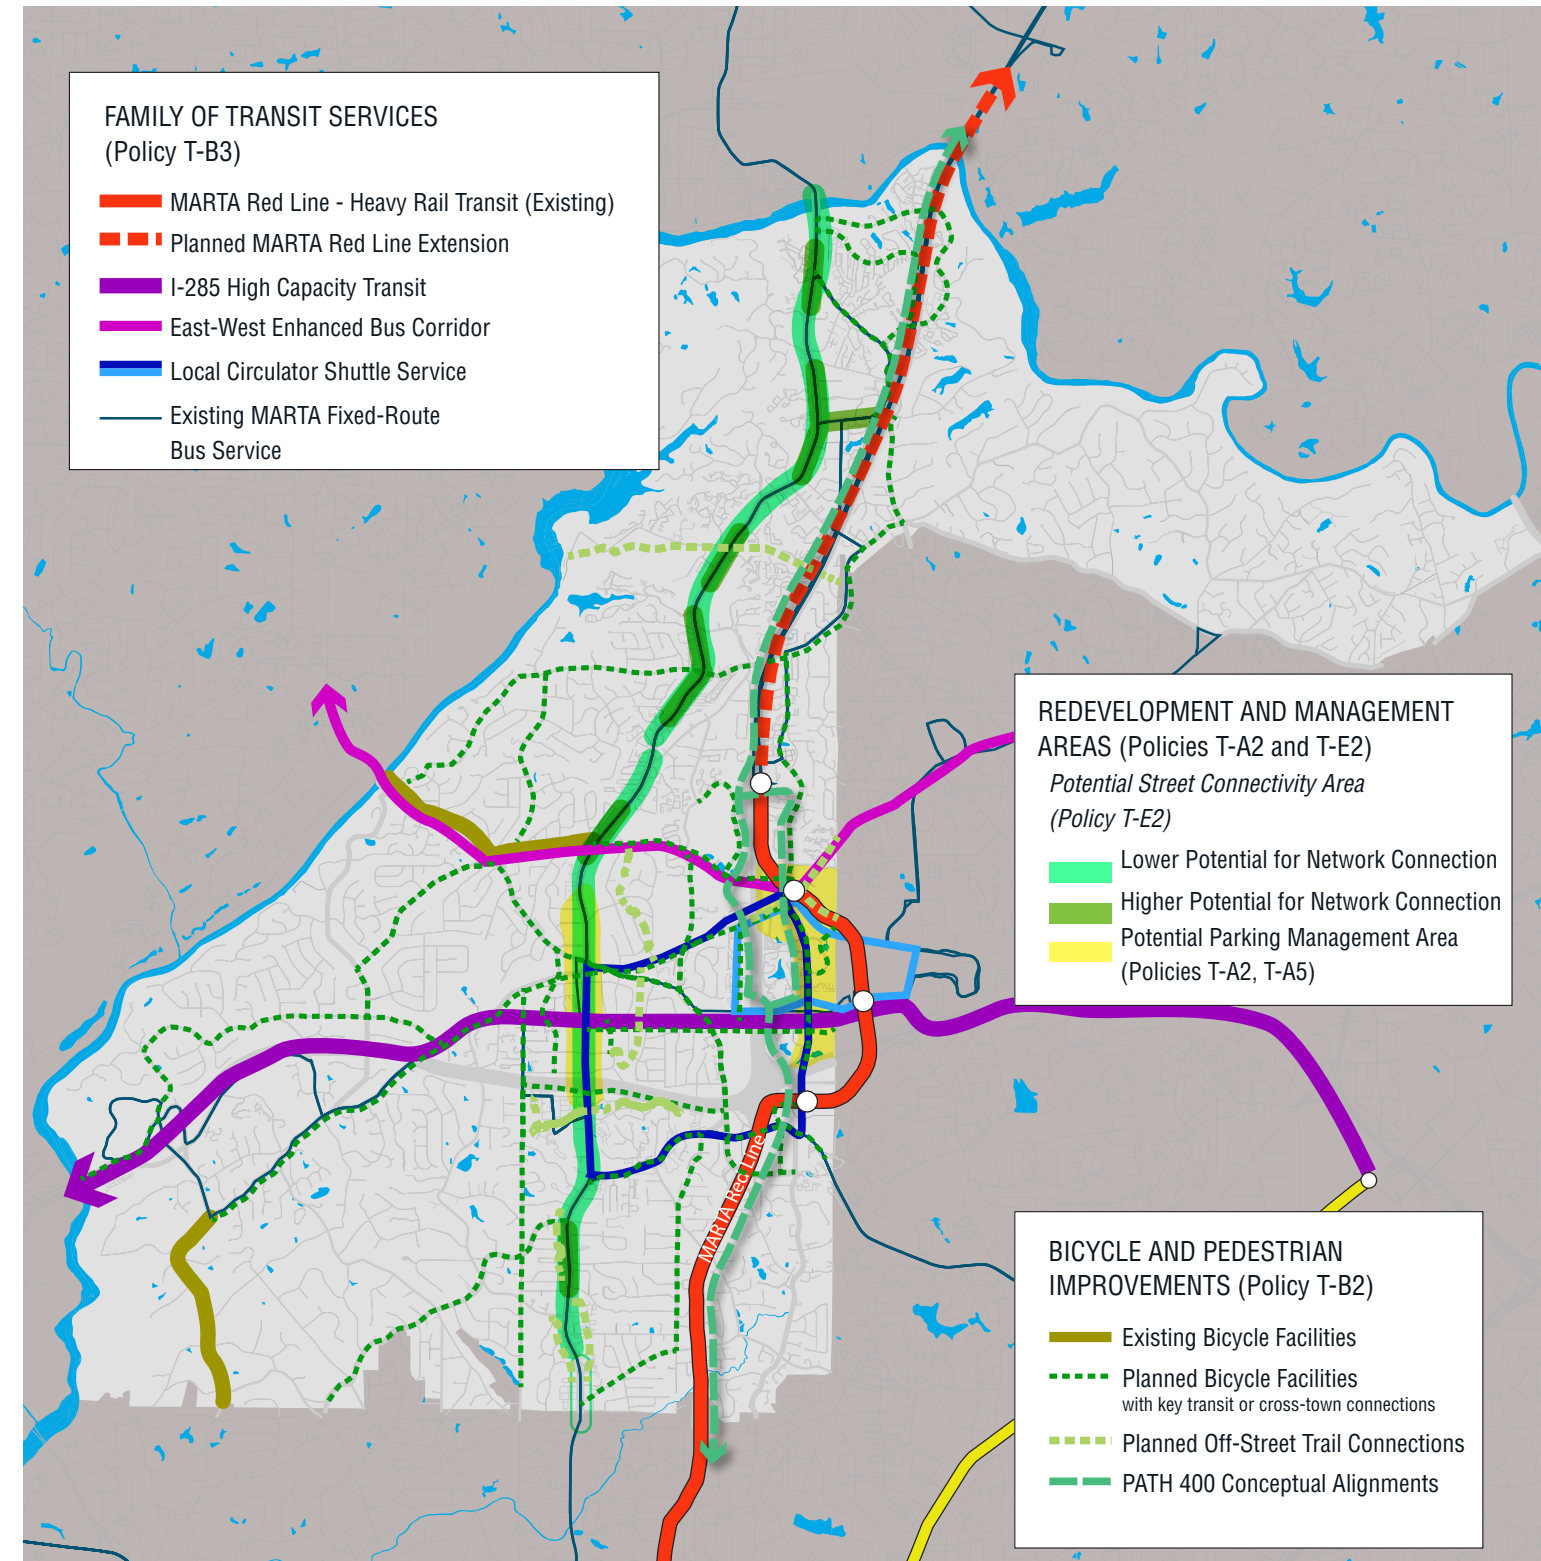 FAMILY OF TRANSIT SERVICES
(Policy T-B3)
MARTA Red Line - Heavy Rail Transit (Existing)
Planned MARTA Red Line Extension
I-285 High Capacity Transit
East-West Enhanced Bus Corridor
Local Circulator Shuttle Service
Existing MARTA Fixed-Route
Bus Service
REDEVELOPMENT AND MANAGEMENT
AREAS (Policies T-A2 and T-E2)
Potential Street Connectivity Area
(Policy T-E2)
Lower Potential for Network Connection
Higher Potential for Network Connection
Potential Parking Management Area
(Policies T-A2, T-A5)
MARTA Red Line
BICYCLE AND PEDESTRIAN
IMPROVEMENTS (Policy T-B2)
Existing Bicycle Facilities
Planned Bicycle Facilities
with key transit or cross-town connections
Planned Off-Street Trail Connections
PATH 400 Conceptual Alignments